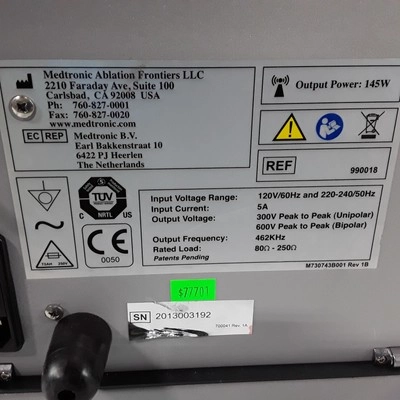 Medtronic Ablation Frontiers LLC
2210 Faraday Ave, Suite 100
Carlsbad, CA 92008 USA
Ph: 760-827-0001
Fax: 760-827-0020
www.medtronic.com
EC REP Medtronic B.V.
Earl Bakkenstraat 10
6422 PJ Heerlen
The Netherlands
Output Power: 145W
REF 990018
TÜV
C NRTL US
CE
0050
Input Voltage Range: 120V/60Hz and 220-240/50Hz
Input Current: 5A
Output Voltage: 300V Peak to Peak (Unipolar)
600V Peak to Peak (Bipolar)
Output Frequency: 462KHz
Rated Load: 80Ω - 250Ω
Patents Pending
M730743B001 Rev 1B
$77701
SN 2013003192
T00041 Rev. 1A